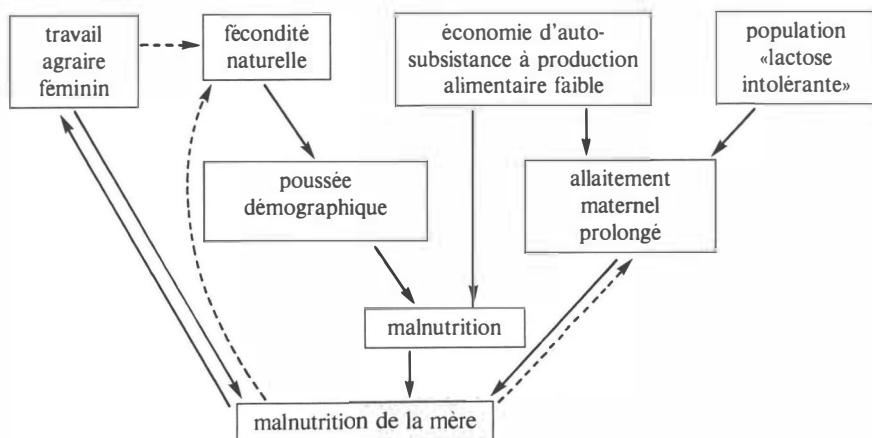 travail
agraire
féminin
fécondité
naturelle
économie d'auto-
subsistance à production
alimentaire faible
population
«lactose
intolérante»
poussée
démographique
allaitement
maternel
prolongé
malnutrition
malnutrition de la mère